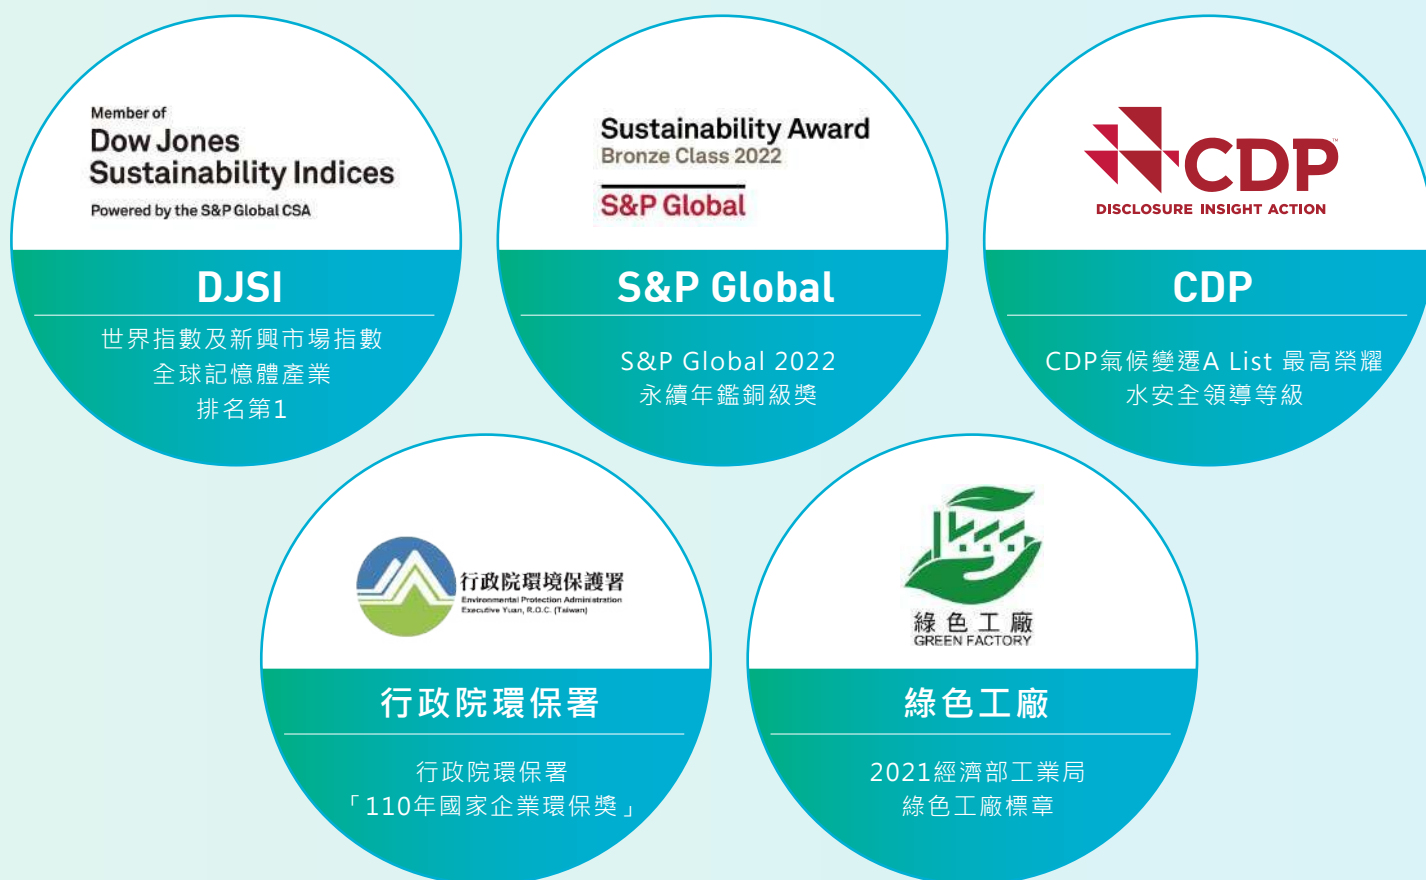 Member of
Dow Jones
Sustainability Indices
Powered by the S&P Global CSA
DJSI
世界指數及新興市場指數
全球記憶體產業
排名第1
Sustainability Award
Bronze Class 2022
S&P Global
S&P Global
S&P Global 2022
永續年鑑銅級獎
CDP™
DISCLOSURE INSIGHT ACTION
CDP
CDP氣候變遷A List 最高榮耀
水安全領導等級
行政院環境保護署
Environmental Protection Administration
Executive Yuan, R.O.C. (Taiwan)
行政院環保署
行政院環保署
「110年國家企業環保獎」
綠色工廠
GREEN FACTORY
綠色工廠
2021經濟部工業局
綠色工廠標章